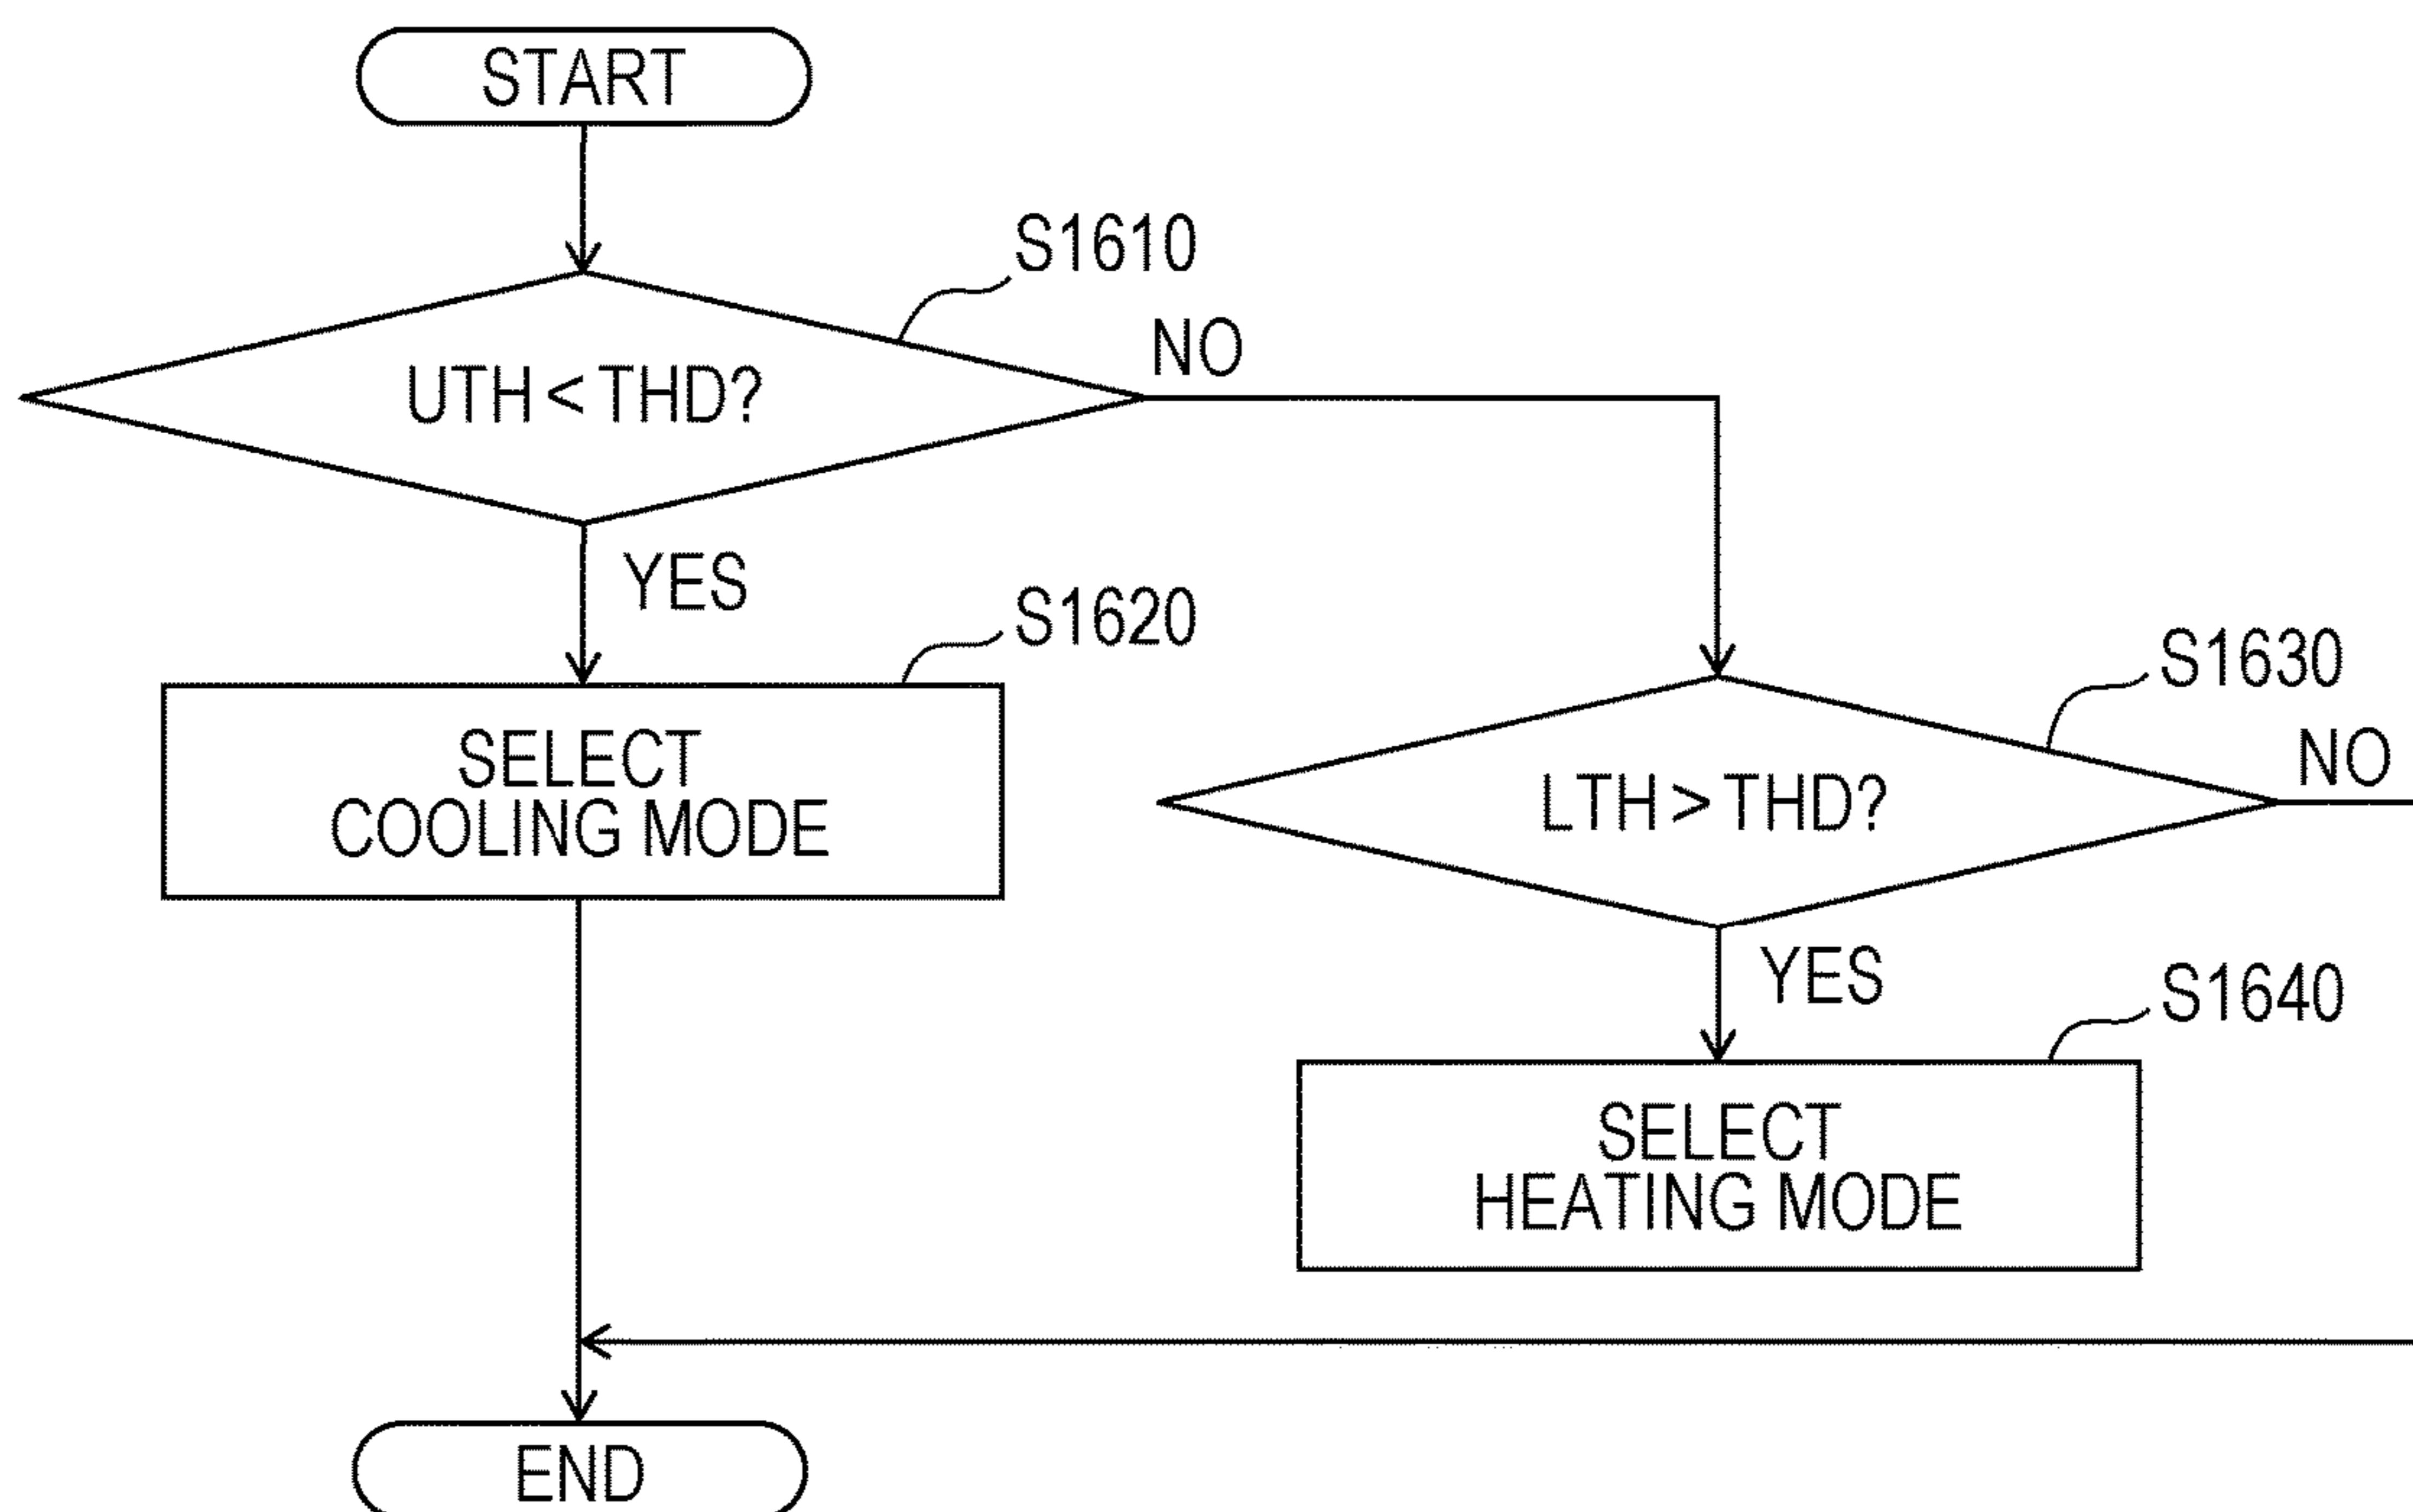 START
S1610
NO
UTH < THD?
YES
S1620
SELECT
COOLING MODE
S1630
NO
LTH > THD?
YES
S1640
SELECT
HEATING MODE
END